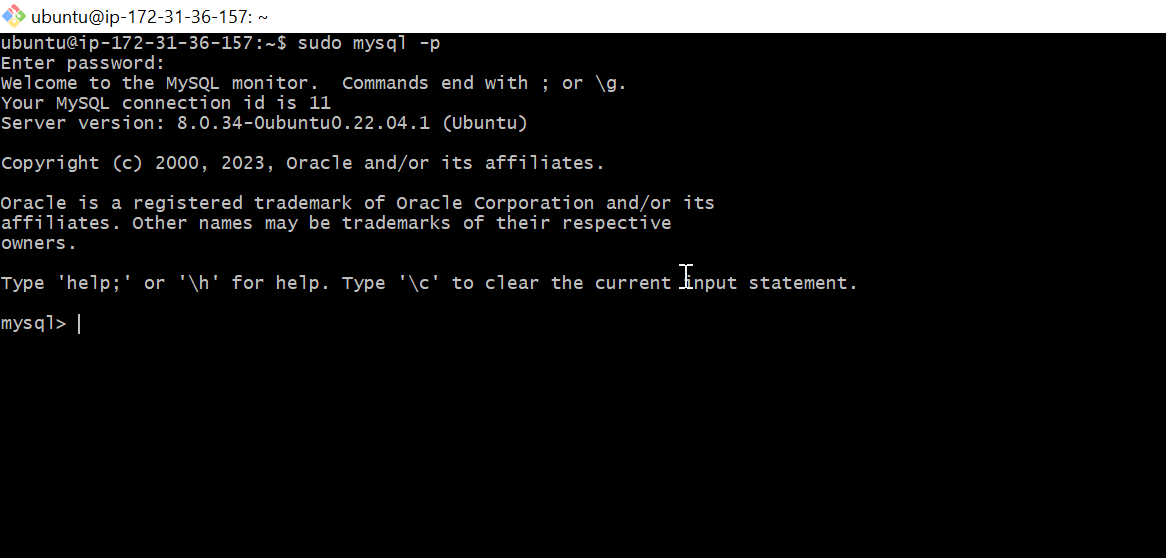 ubuntu@ip-172-31-36-157: ~
ubuntu@ip-172-31-36-157:~$ sudo mysql -p
Enter password:
Welcome to the MySQL monitor.  Commands end with ; or \g.
Your MySQL connection id is 11
Server version: 8.0.34-0ubuntu0.22.04.1 (Ubuntu)

Copyright (c) 2000, 2023, Oracle and/or its affiliates.

Oracle is a registered trademark of Oracle Corporation and/or its
affiliates. Other names may be trademarks of their respective
owners.

Type 'help;' or '\h' for help. Type '\c' to clear the current input statement.

mysql>